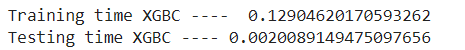 Training time XGBC ----  0.12904620170593262
Testing time XGBC ---- 0.0020089149475097656